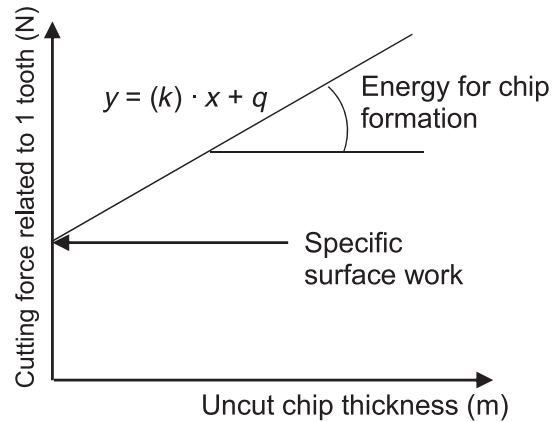 Cutting force related to 1 tooth (N)
y = (k) · x + q
Energy for chip
formation
Specific
surface work
Uncut chip thickness (m)